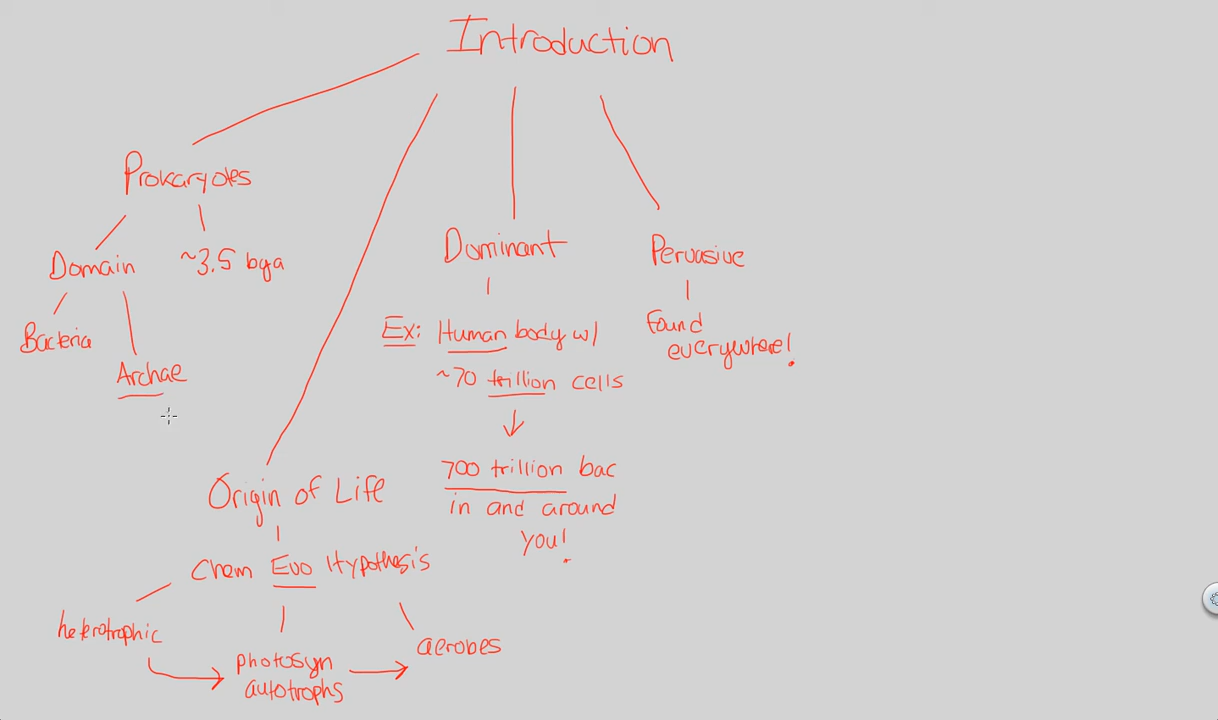 Introduction
Prokaryotes
Domain
~3.5 bya
Bacteria
Archae
Origin of Life
Chem Evo Hypothesis
heterotrophic
photosyn
autotrophs
aerobes
Dominant
Ex: Human body w/
~70 trillion cells
700 trillion bac
in and around
you!
Pervasive
Found
everywhere!